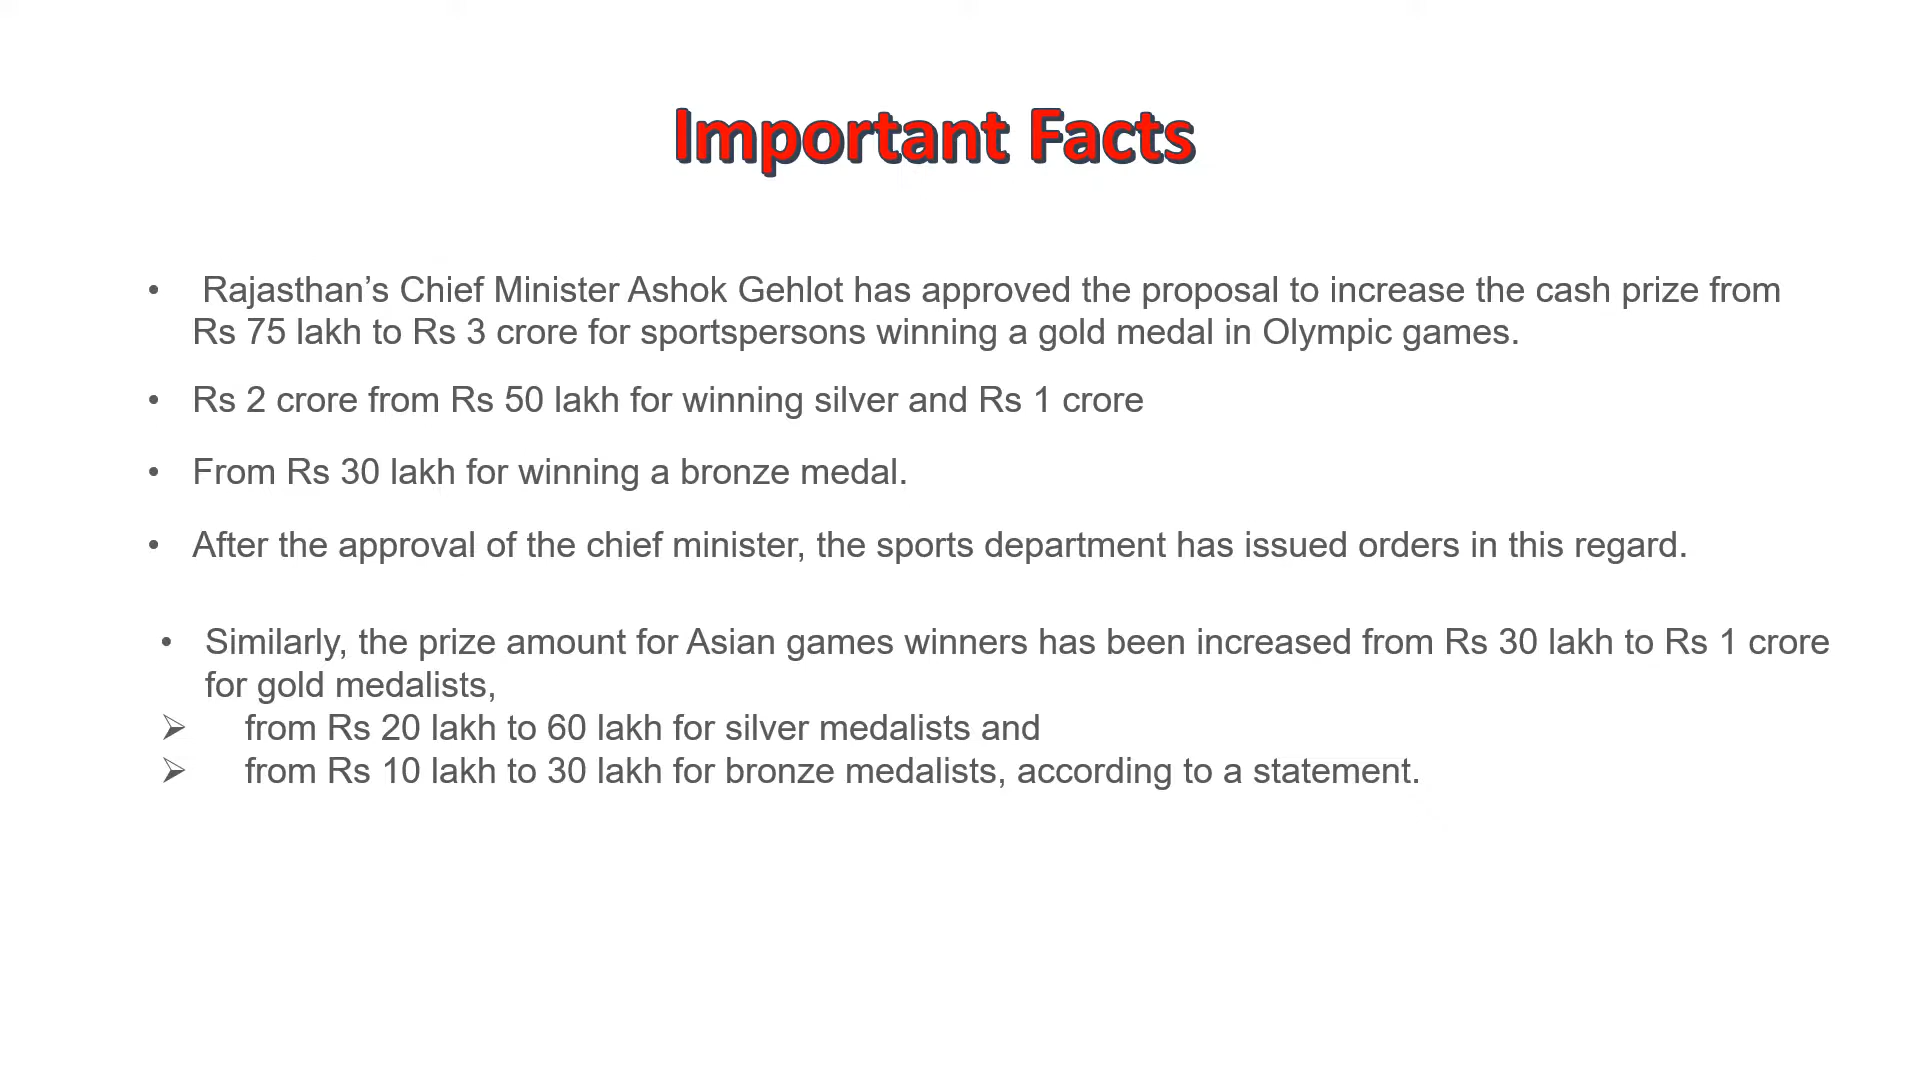 Important Facts
• Rajasthan’s Chief Minister Ashok Gehlot has approved the proposal to increase the cash prize from
Rs 75 lakh to Rs 3 crore for sportspersons winning a gold medal in Olympic games.
• Rs 2 crore from Rs 50 lakh for winning silver and Rs 1 crore
• From Rs 30 lakh for winning a bronze medal.
• After the approval of the chief minister, the sports department has issued orders in this regard.
• Similarly, the prize amount for Asian games winners has been increased from Rs 30 lakh to Rs 1 crore
for gold medalists,
➢ from Rs 20 lakh to 60 lakh for silver medalists and
➢ from Rs 10 lakh to 30 lakh for bronze medalists, according to a statement.